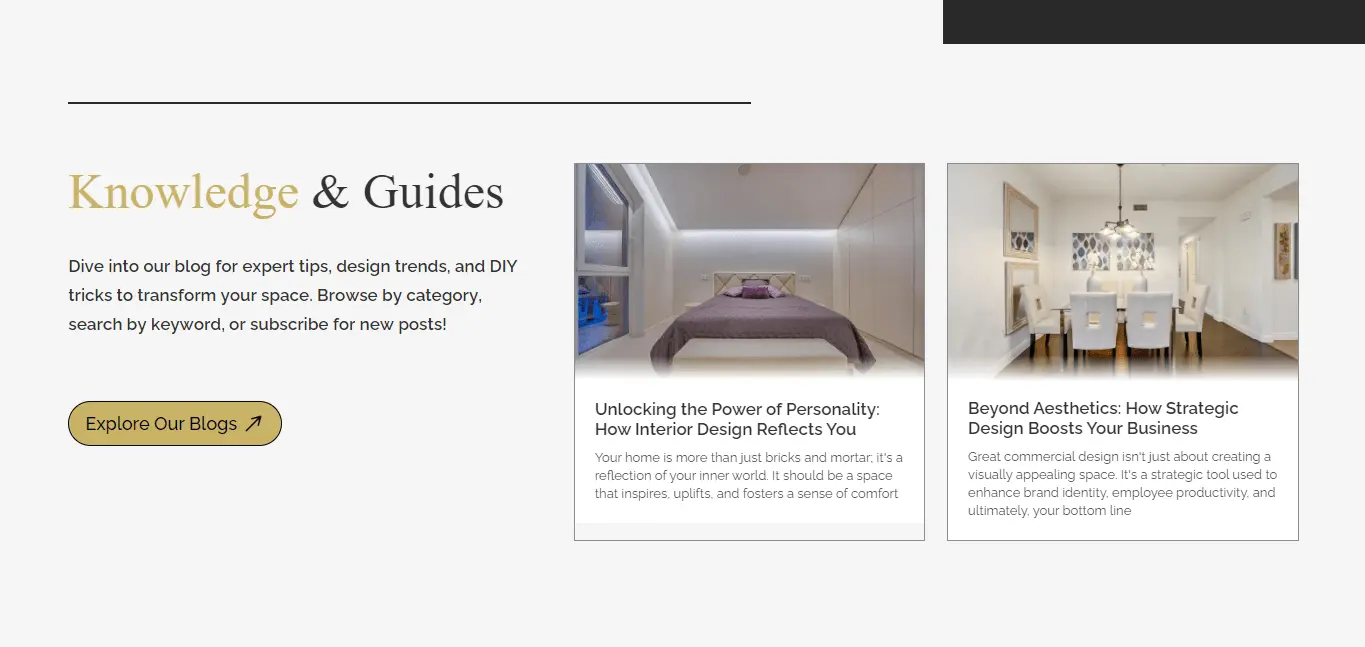 Knowledge & Guides
Dive into our blog for expert tips, design trends, and DIY
tricks to transform your space. Browse by category,
search by keyword, or subscribe for new posts!
Explore Our Blogs
Unlocking the Power of Personality:
How Interior Design Reflects You
Your home is more than just bricks and mortar; it's a
reflection of your inner world. It should be a space
that inspires, uplifts, and fosters a sense of comfort
Beyond Aesthetics: How Strategic
Design Boosts Your Business
Great commercial design isn't just about creating a
visually appealing space. It's a strategic tool used to
enhance brand identity, employee productivity, and
ultimately, your bottom line